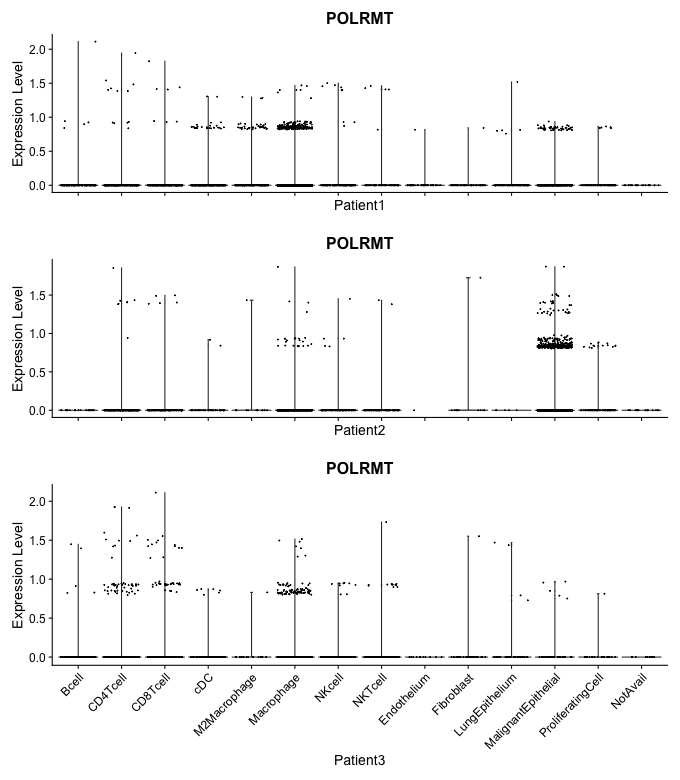 POLRMT
Expression Level
2.0
1.5
1.0
0.5
0.0
Patient1
POLRMT
Expression Level
1.5
1.0
0.5
0.0
Patient2
POLRMT
Expression Level
2.0
1.5
1.0
0.5
0.0
Bcell
CD4Tcell
CD8Tcell
cDC
M2Macrophage
Macrophage
NKcell
NKTcell
Endothelium
Fibroblast
LungEpithelium
MalignantEpithelial
ProliferatingCell
NotAvail
Patient3